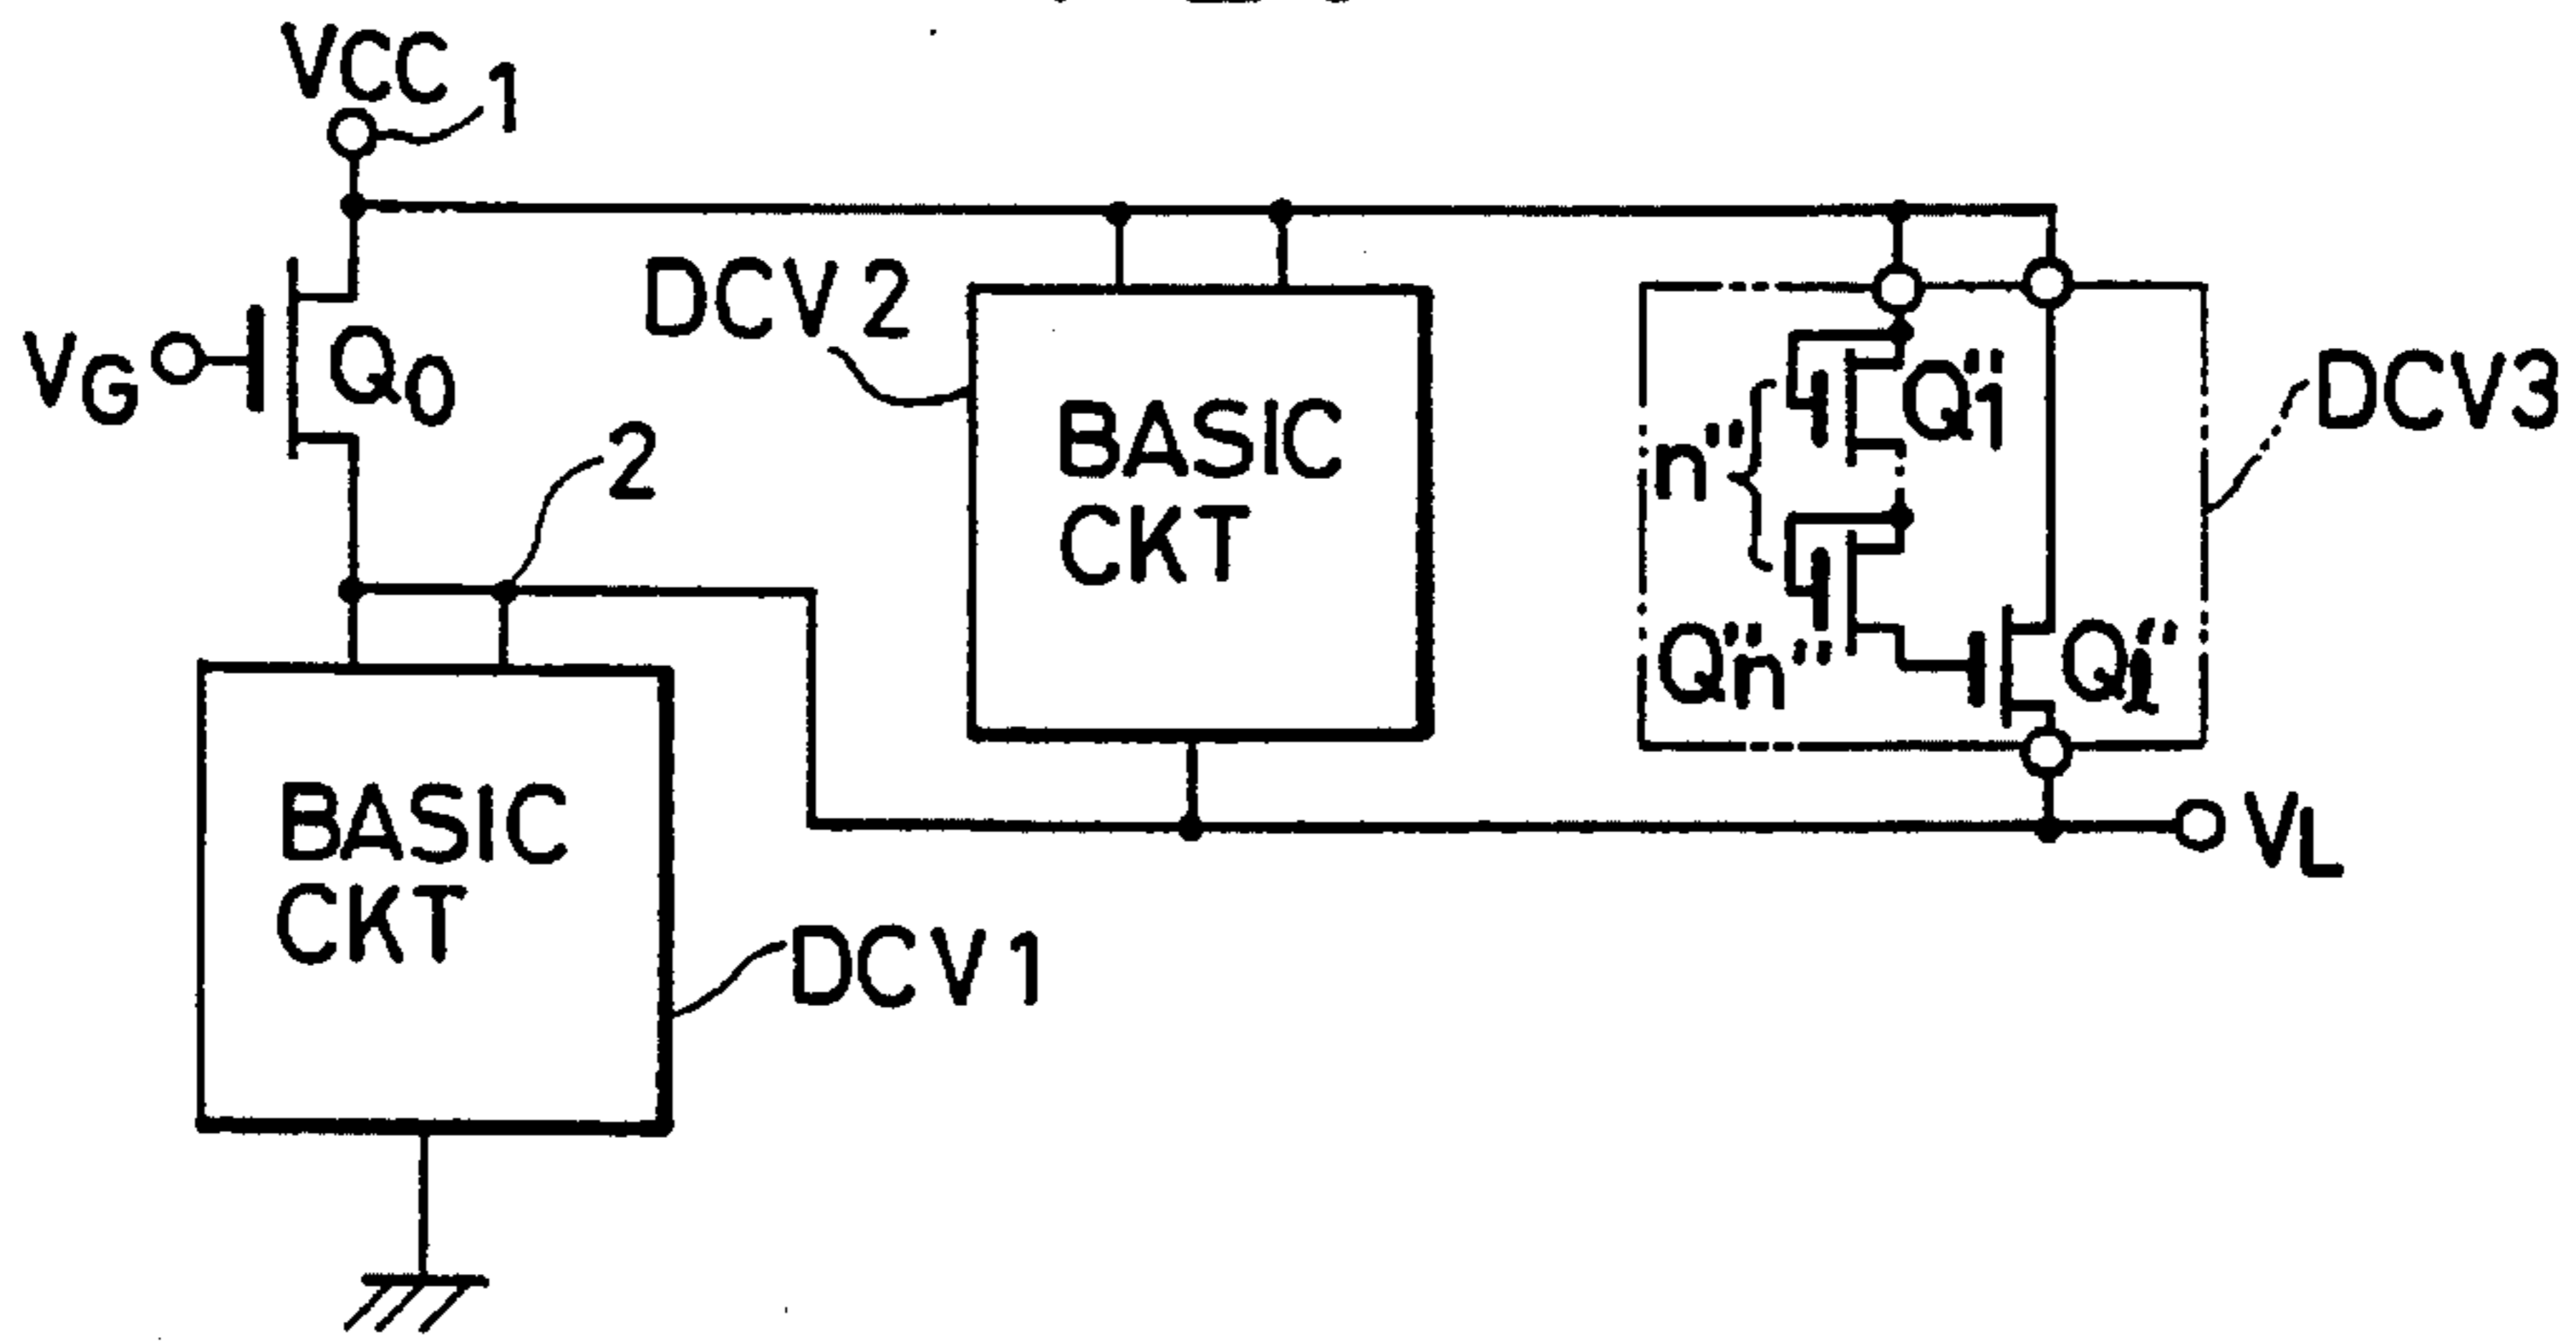 VCC
1
DCV2
VG
Q0
BASIC
CKT
n"
Q"1
DCV3
2
Q"n"
Q"l
BASIC
CKT
VL
DCV1